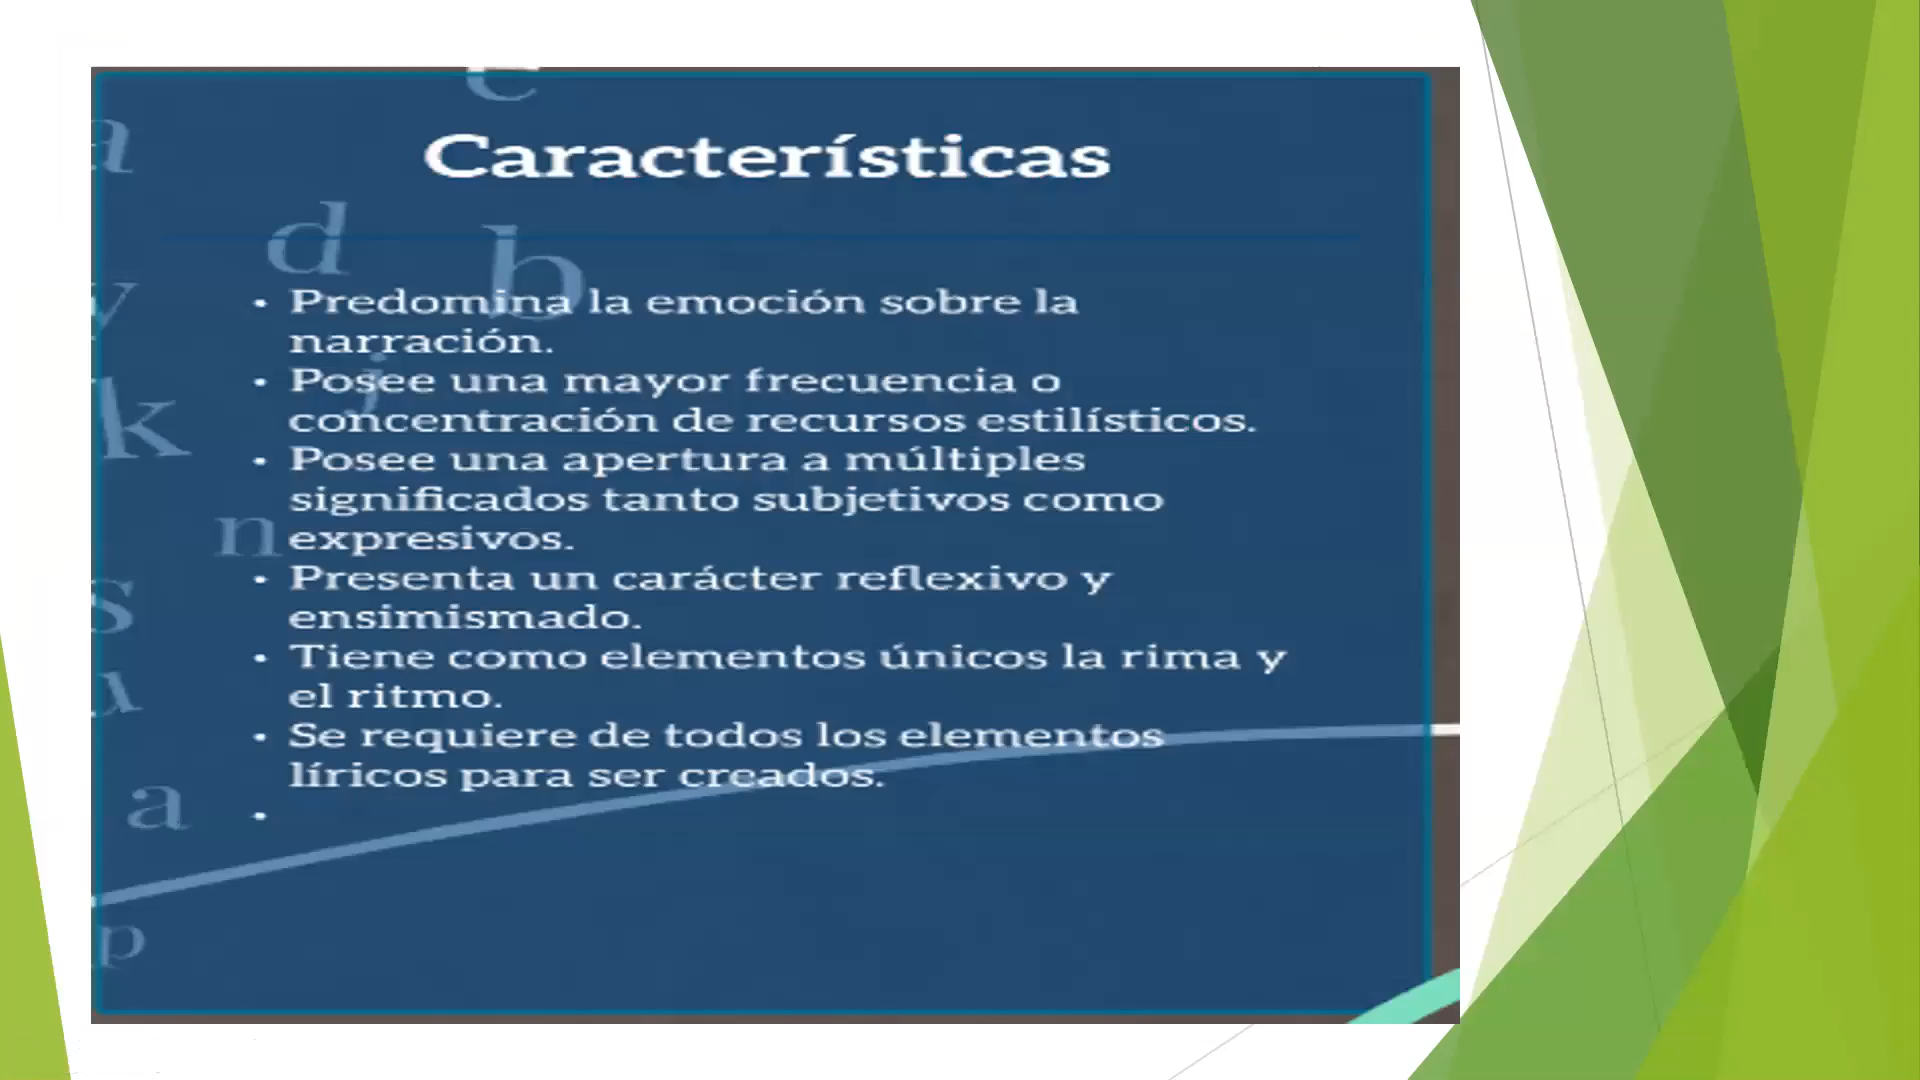 Características
• Predomina la emoción sobre la
narración.
• Posee una mayor frecuencia o
concentración de recursos estilísticos.
• Posee una apertura a múltiples
significados tanto subjetivos como
expresivos.
• Presenta un carácter reflexivo y
ensimismado.
• Tiene como elementos únicos la rima y
el ritmo.
• Se requiere de todos los elementos
líricos para ser creados.
•